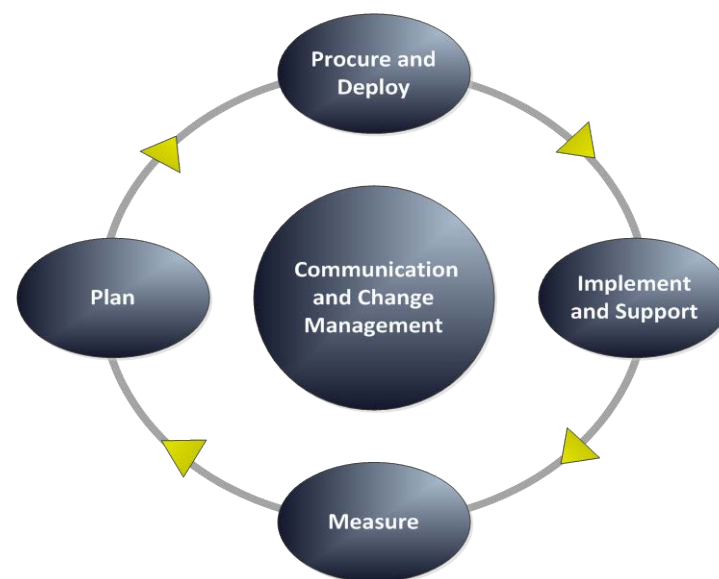 Procure and
Deploy
Plan
Communication
and Change
Management
Implement
and Support
Measure